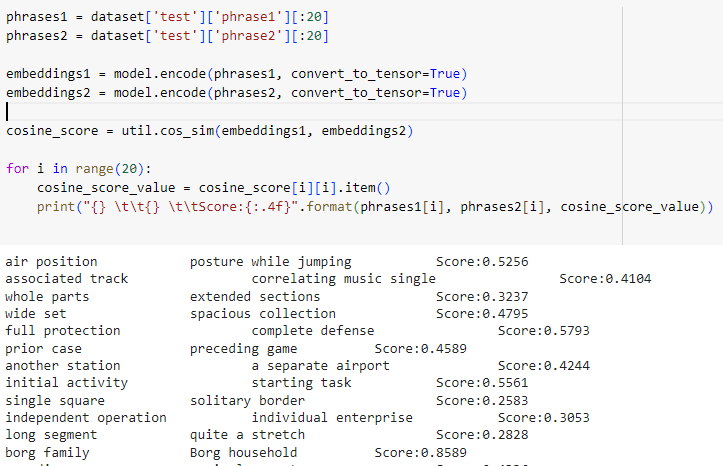 phrases1 = dataset['test']['phrase1'][:20]
phrases2 = dataset['test']['phrase2'][:20]
embeddings1 = model.encode(phrases1, convert_to_tensor=True)
embeddings2 = model.encode(phrases2, convert_to_tensor=True)
cosine_score = util.cos_sim(embeddings1, embeddings2)
for i in range(20):
    cosine_score_value = cosine_score[i][i].item()
    print("{} \t\t{} \t\tScore:{:.4f}".format(phrases1[i], phrases2[i], cosine_score_value))
air position posture while jumping Score:0.5256
associated track correlating music single Score:0.4104
whole parts extended sections Score:0.3237
wide set spacious collection Score:0.4795
full protection complete defense Score:0.5793
prior case preceding game Score:0.4589
another station a separate airport Score:0.4244
initial activity starting task Score:0.5561
single square solitary border Score:0.2583
independent operation individual enterprise Score:0.3053
long segment quite a stretch Score:0.2828
borg family Borg household Score:0.8589